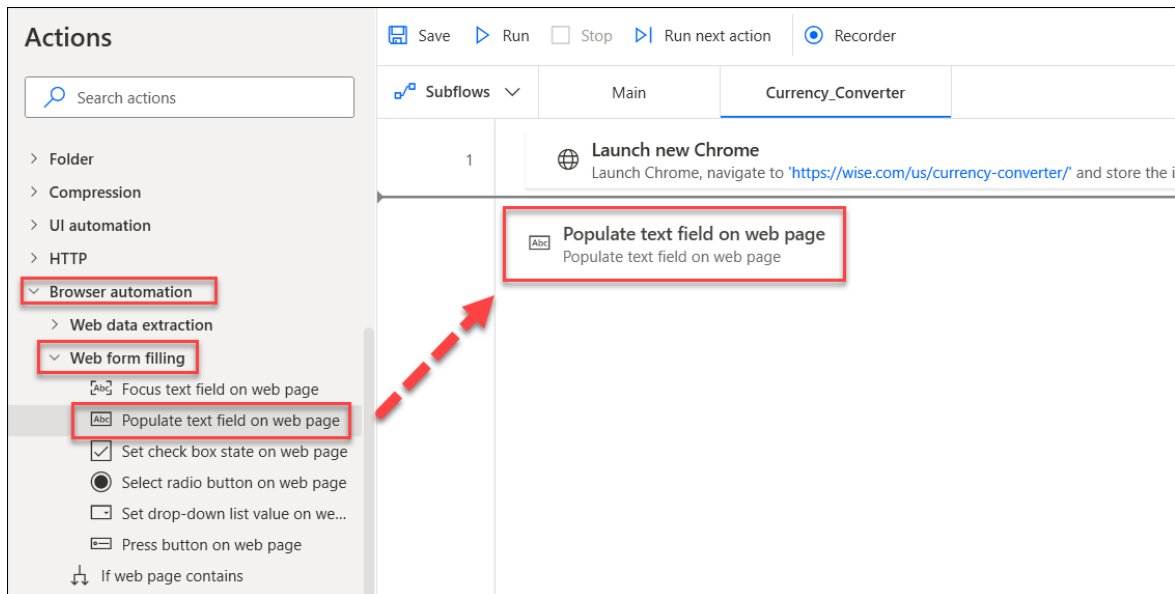 Actions
Search actions
Folder
Compression
UI automation
HTTP
Browser automation
Web data extraction
Web form filling
Abc Focus text field on web page
Abc Populate text field on web page
Set check box state on web page
Select radio button on web page
Set drop-down list value on we...
Press button on web page
If web page contains
Save Run Stop Run next action Recorder
Subflows Main Currency_Converter
1 Launch new Chrome
Launch Chrome, navigate to 'https://wise.com/us/currency-converter/' and store the i
Abc Populate text field on web page
Populate text field on web page